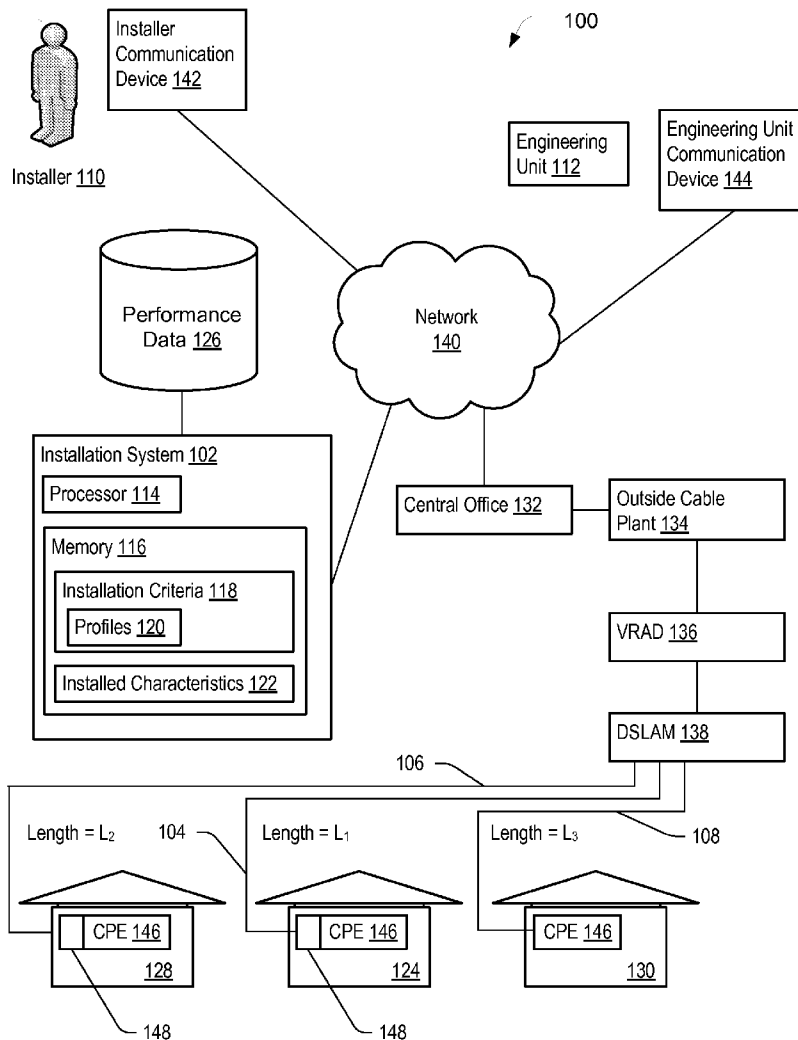 100
Installer
Communication
Device 142
Installer 110
Engineering
Unit 112
Engineering Unit
Communication
Device 144
Performance
Data 126
Network
140
Installation System 102
Processor 114
Memory 116
Installation Criteria 118
Profiles 120
Installed Characteristics 122
Central Office 132
Outside Cable
Plant 134
VRAD 136
DSLAM 138
106
104
108
Length = L₂
Length = L₁
Length = L₃
CPE 146
128
148
CPE 146
124
148
CPE 146
130